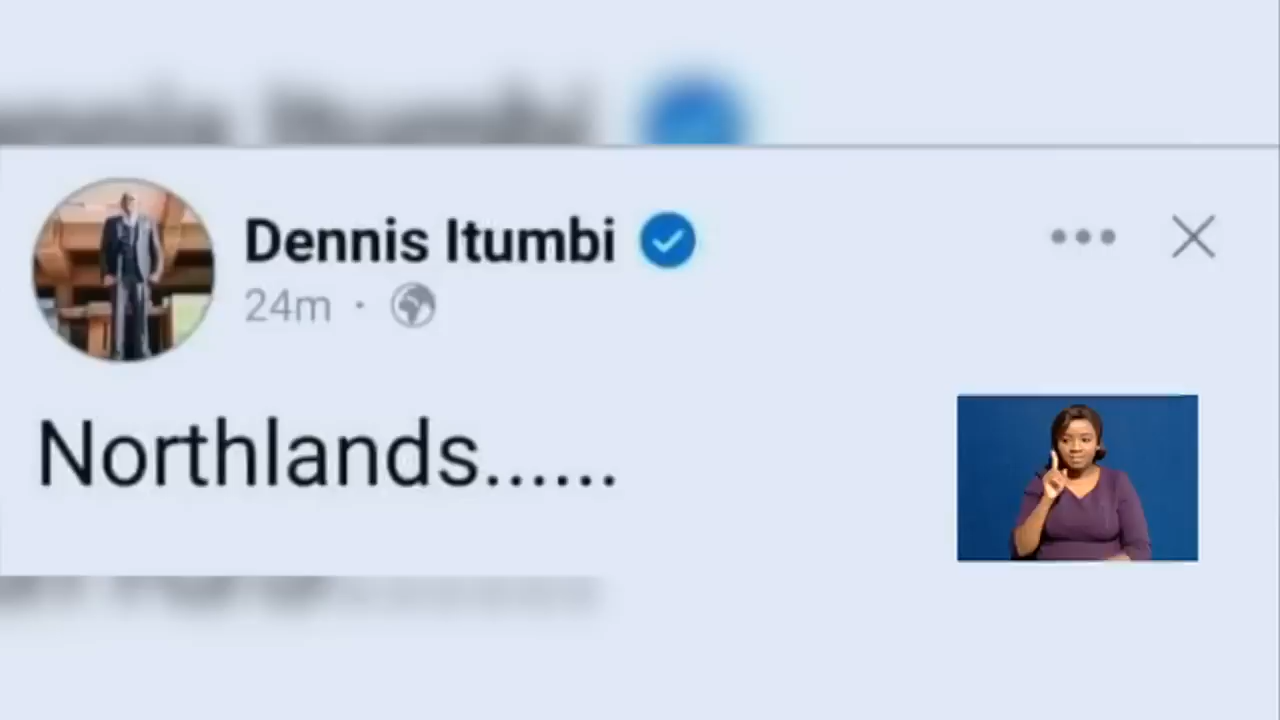 Dennis Itumbi
24m ·
Northlands......